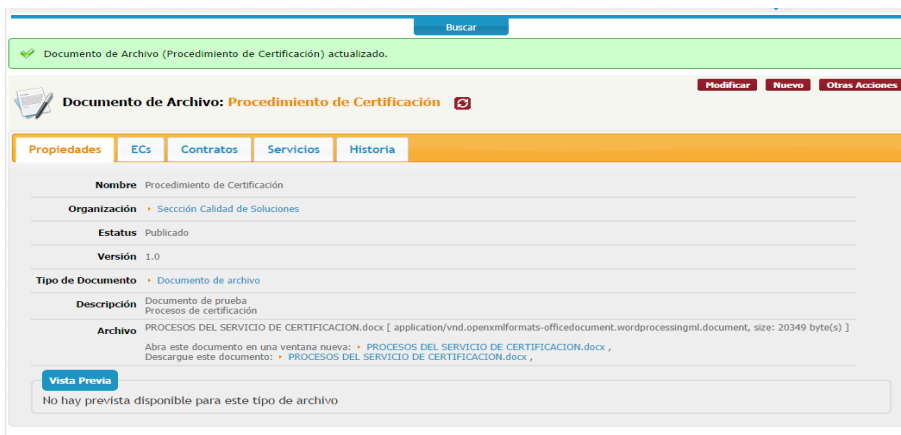 Buscar
Documento de Archivo (Procedimiento de Certificación) actualizado.
Modificar Nuevo Otras Acciones
Documento de Archivo: Procedimiento de Certificación
Propiedades ECs Contratos Servicios Historia
Nombre Procedimiento de Certificación
Organización Seccción Calidad de Soluciones
Estatus Publicado
Versión 1.0
Tipo de Documento Documento de archivo
Descripción Documento de prueba
Procesos de certificación
Archivo PROCESOS DEL SERVICIO DE CERTIFICACION.docx [ application/vnd.openxmlformats-officedocument.wordprocessingml.document, size: 20349 byte(s) ]
Abra este documento en una ventana nueva: PROCESOS DEL SERVICIO DE CERTIFICACION.docx ,
Descargue este documento: PROCESOS DEL SERVICIO DE CERTIFICACION.docx ,
Vista Previa
No hay prevista disponible para este tipo de archivo